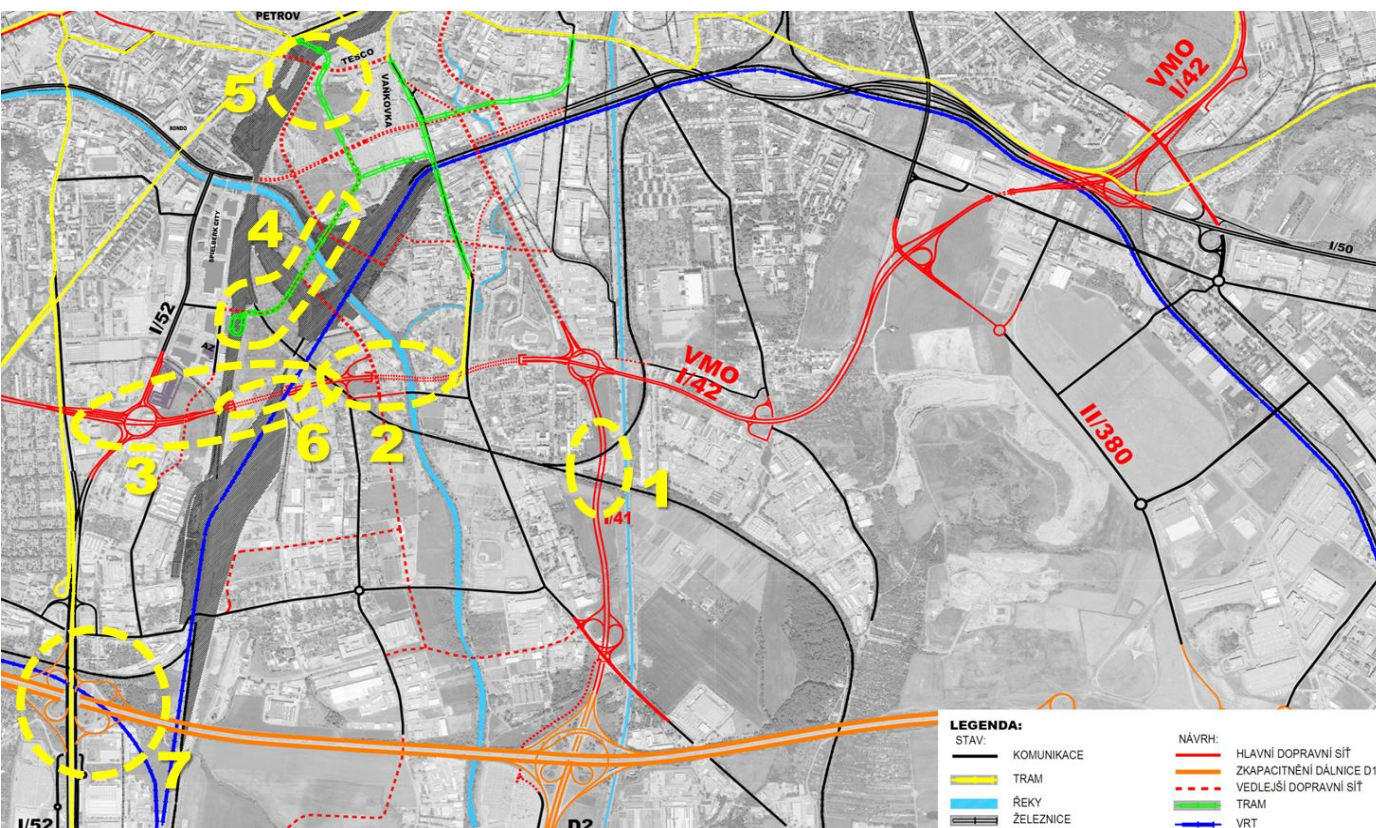 PETROV
TESCO
VMO
I/42
5
VANKOVKA
RONDO
SPIELBERK CITY
4
I/50
I/52
AZ
VMO
I/42
3
6
2
1
II/380
I/41
7
I/52
D2
LEGENDA:
STAV:
KOMUNIKACE
TRAM
ŘEKY
ŽELEZNICE
NÁVRH:
HLAVNÍ DOPRAVNÍ SÍŤ
ZKAPACITNĚNÍ DÁLNICE D1
VEDLEJŠÍ DOPRAVNÍ SÍŤ
TRAM
VRT